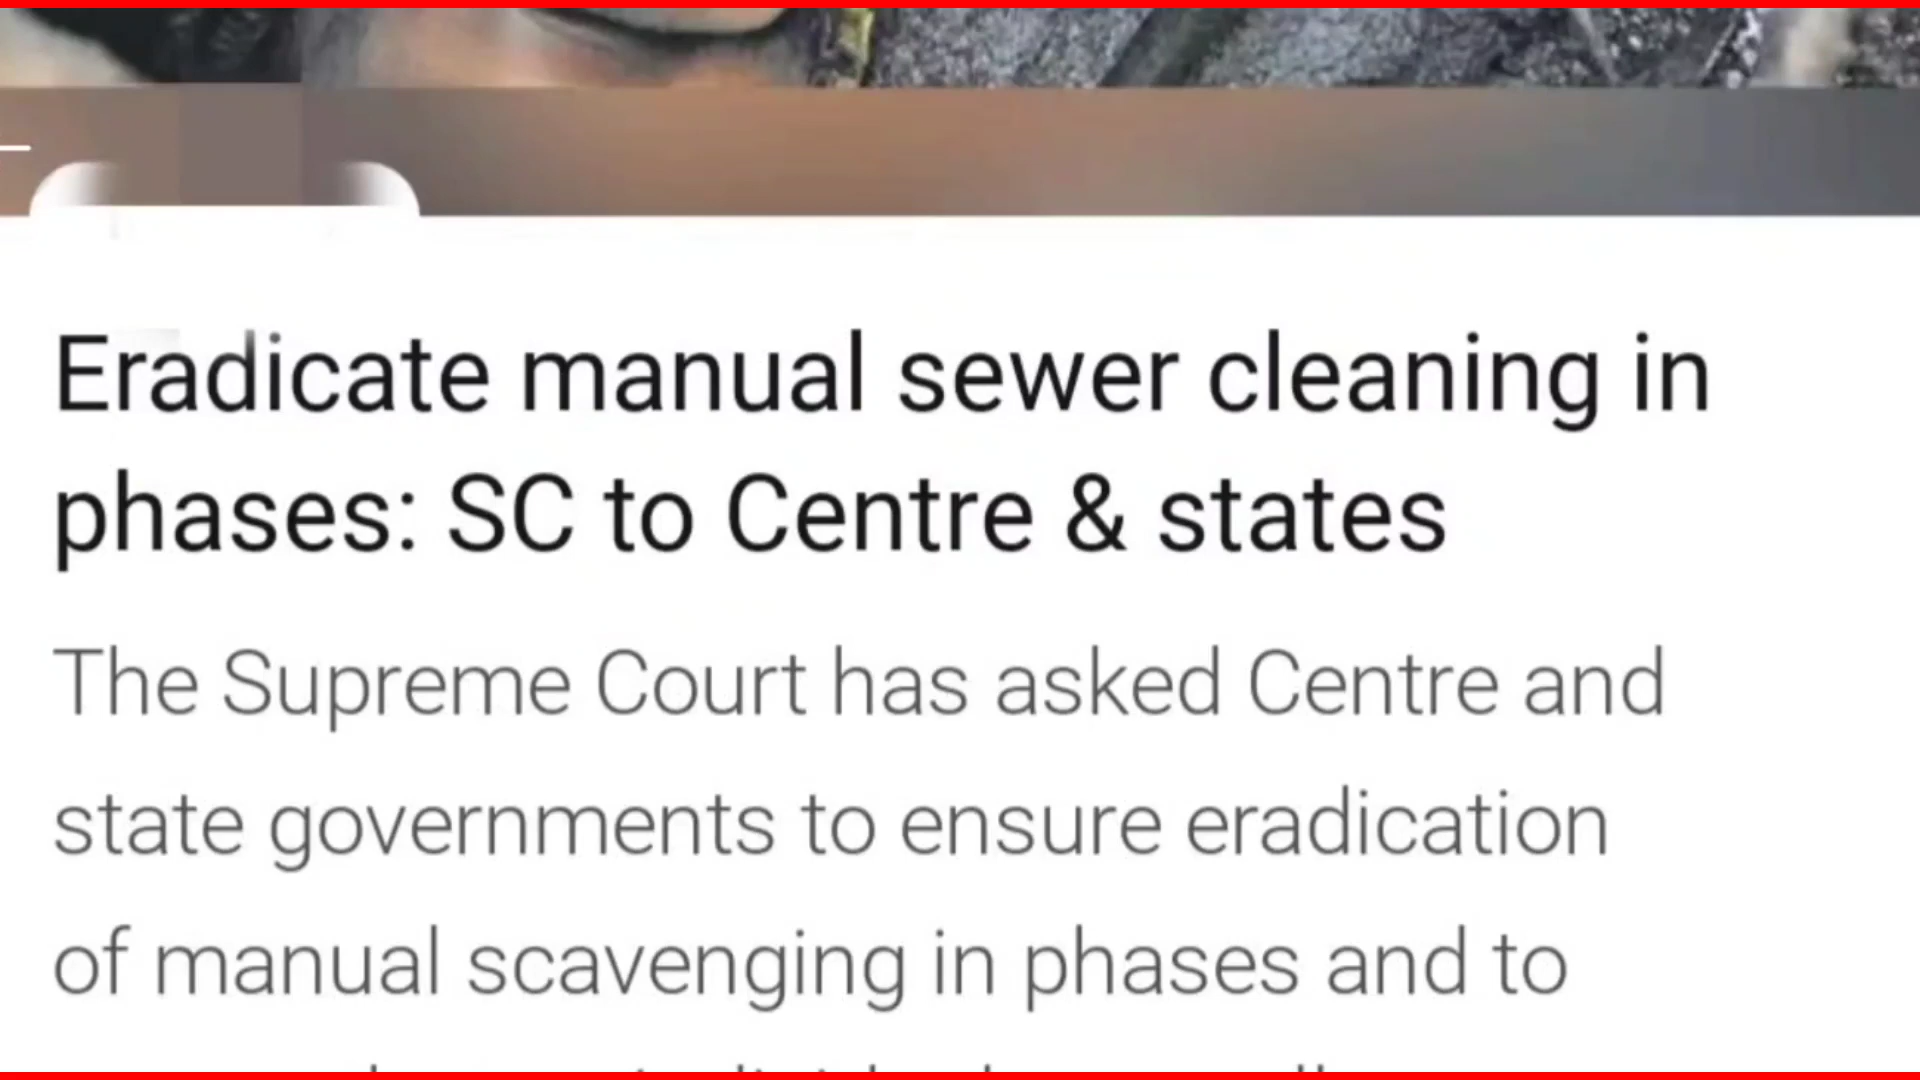 Eradicate manual sewer cleaning in
phases: SC to Centre & states
The Supreme Court has asked Centre and
state governments to ensure eradication
of manual scavenging in phases and to